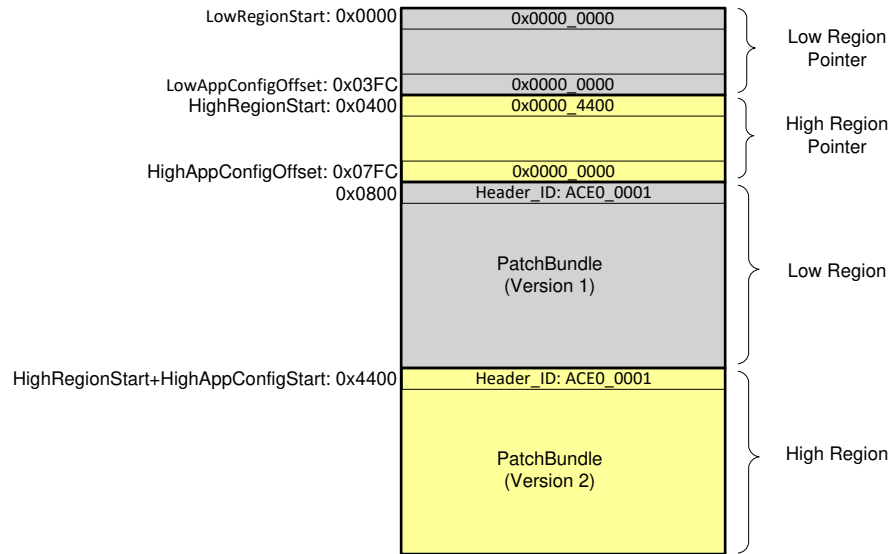 LowRegionStart: 0x0000
0x0000_0000
Low Region
Pointer
LowAppConfigOffset: 0x03FC
0x0000_0000
HighRegionStart: 0x0400
0x0000_4400
High Region
Pointer
HighAppConfigOffset: 0x07FC
0x0000_0000
0x0800
Header_ID: ACE0_0001
PatchBundle
(Version 1)
Low Region
HighRegionStart+HighAppConfigStart: 0x4400
Header_ID: ACE0_0001
PatchBundle
(Version 2)
High Region